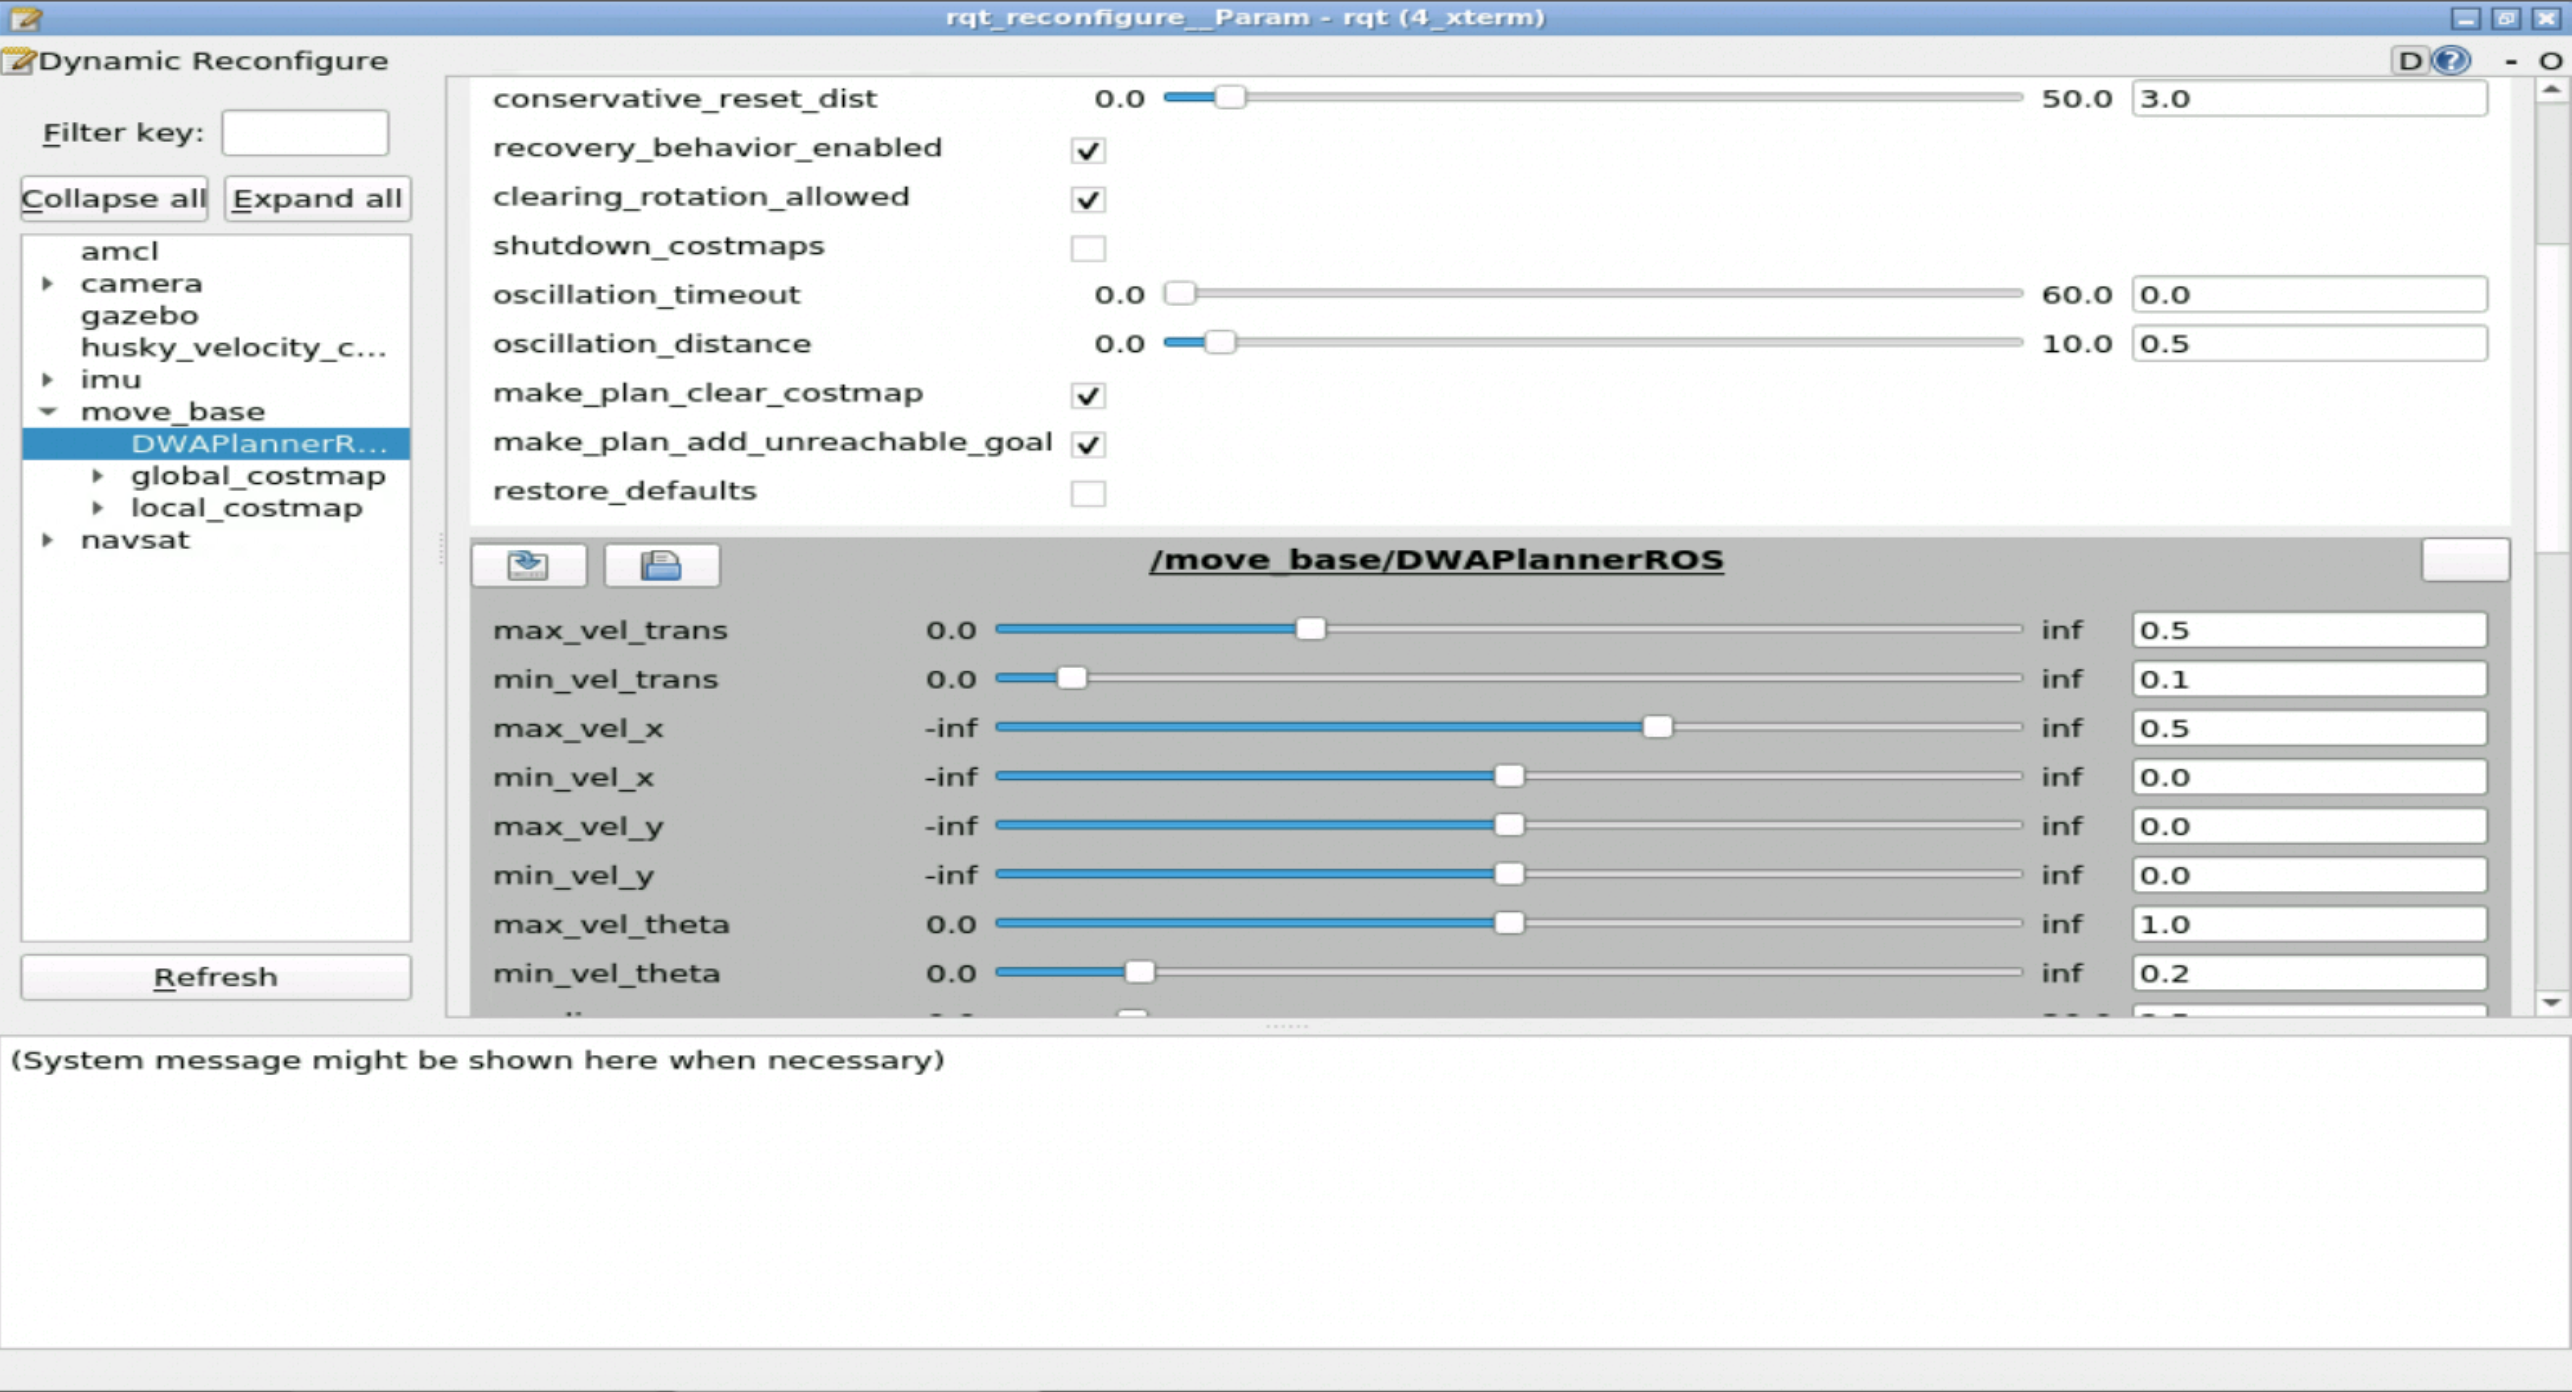 rqt_reconfigure__Param - rqt (4_xterm)
Dynamic Reconfigure
D ? - O
Filter key:
Collapse all Expand all
amcl
camera
gazebo
husky_velocity_c...
imu
move_base
DWAPlannerR...
global_costmap
local_costmap
navsat
Refresh
conservative_reset_dist 0.0 50.0 3.0
recovery_behavior_enabled
clearing_rotation_allowed
shutdown_costmaps
oscillation_timeout 0.0 60.0 0.0
oscillation_distance 0.0 10.0 0.5
make_plan_clear_costmap
make_plan_add_unreachable_goal
restore_defaults
/move_base/DWAPlannerROS
max_vel_trans 0.0 inf 0.5
min_vel_trans 0.0 inf 0.1
max_vel_x -inf inf 0.5
min_vel_x -inf inf 0.0
max_vel_y -inf inf 0.0
min_vel_y -inf inf 0.0
max_vel_theta 0.0 inf 1.0
min_vel_theta 0.0 inf 0.2
(System message might be shown here when necessary)